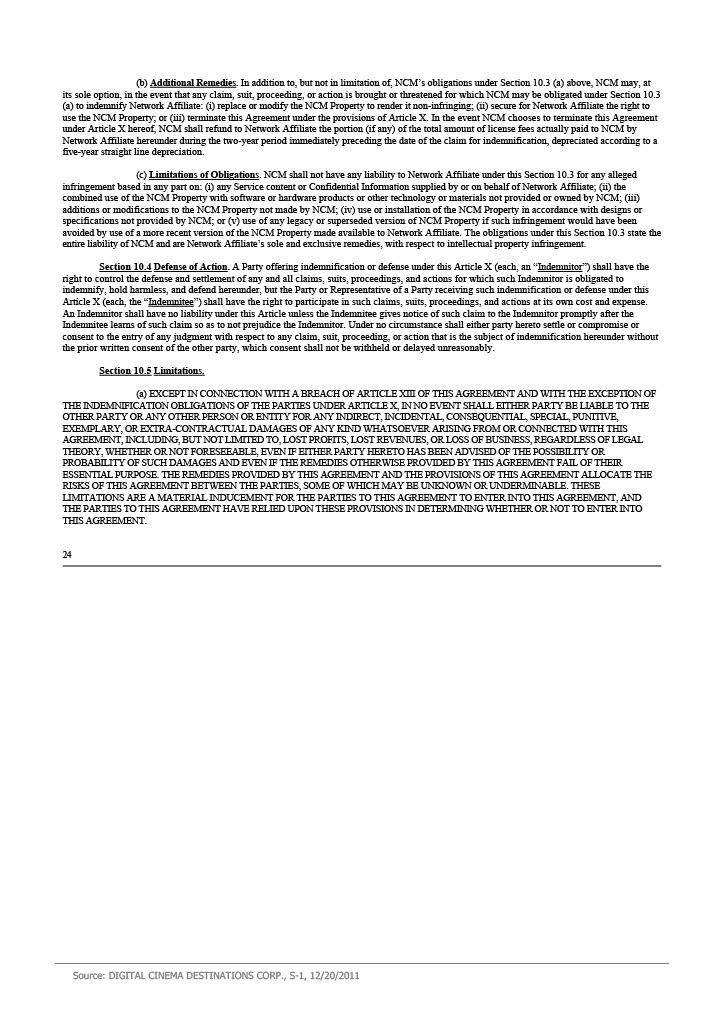 (b) Additional Remedies. In addition to, but not in limitation of, NCM’s obligations under Section 10.3 (a) above, NCM may, at
its sole option, in the event that any claim, suit, proceeding, or action is brought or threatened for which NCM may be obligated under Section 10.3
(a) to indemnify Network Affiliate: (i) replace or modify the NCM Property to render it non-infringing; (ii) secure for Network Affiliate the right to
use the NCM Property; or (iii) terminate this Agreement under the provisions of Article X. In the event NCM chooses to terminate this Agreement
under Article X hereof, NCM shall refund to Network Affiliate the portion (if any) of the total amount of license fees actually paid to NCM by
Network Affiliate hereunder during the two-year period immediately preceding the date of the claim for indemnification, depreciated according to a
five-year straight line depreciation.
(c) Limitations of Obligations. NCM shall not have any liability to Network Affiliate under this Section 10.3 for any alleged
infringement based in any part on: (i) any Service content or Confidential Information supplied by or on behalf of Network Affiliate; (ii) the
combined use of the NCM Property with software or hardware products or other technology or materials not provided or owned by NCM; (iii)
additions or modifications to the NCM Property not made by NCM; (iv) use or installation of the NCM Property in accordance with designs or
specifications not provided by NCM; or (v) use of any legacy or superseded version of NCM Property if such infringement would have been
avoided by use of a more recent version of the NCM Property made available to Network Affiliate. The obligations under this Section 10.3 state the
entire liability of NCM and are Network Affiliate’s sole and exclusive remedies, with respect to intellectual property infringement.
Section 10.4 Defense of Action. A Party offering indemnification or defense under this Article X (each, an “Indemnitor”) shall have the
right to control the defense and settlement of any and all claims, suits, proceedings, and actions for which such Indemnitor is obligated to
indemnify, hold harmless, and defend hereunder, but the Party or Representative of a Party receiving such indemnification or defense under this
Article X (each, the “Indemnitee”) shall have the right to participate in such claims, suits, proceedings, and actions at its own cost and expense.
An Indemnitor shall have no liability under this Article unless the Indemnitee gives notice of such claim to the Indemnitor promptly after the
Indemnitee learns of such claim so as to not prejudice the Indemnitor. Under no circumstance shall either party hereto settle or compromise or
consent to the entry of any judgment with respect to any claim, suit, proceeding, or action that is the subject of indemnification hereunder without
the prior written consent of the other party, which consent shall not be withheld or delayed unreasonably.
Section 10.5 Limitations.
(a) EXCEPT IN CONNECTION WITH A BREACH OF ARTICLE XIII OF THIS AGREEMENT AND WITH THE EXCEPTION OF
THE INDEMNIFICATION OBLIGATIONS OF THE PARTIES UNDER ARTICLE X, IN NO EVENT SHALL EITHER PARTY BE LIABLE TO THE
OTHER PARTY OR ANY OTHER PERSON OR ENTITY FOR ANY INDIRECT, INCIDENTAL, CONSEQUENTIAL, SPECIAL, PUNITIVE,
EXEMPLARY, OR EXTRA-CONTRACTUAL DAMAGES OF ANY KIND WHATSOEVER ARISING FROM OR CONNECTED WITH THIS
AGREEMENT, INCLUDING, BUT NOT LIMITED TO, LOST PROFITS, LOST REVENUES, OR LOSS OF BUSINESS, REGARDLESS OF LEGAL
THEORY, WHETHER OR NOT FORESEEABLE, EVEN IF EITHER PARTY HERETO HAS BEEN ADVISED OF THE POSSIBILITY OR
PROBABILITY OF SUCH DAMAGES AND EVEN IF THE REMEDIES OTHERWISE PROVIDED BY THIS AGREEMENT FAIL OF THEIR
ESSENTIAL PURPOSE. THE REMEDIES PROVIDED BY THIS AGREEMENT AND THE PROVISIONS OF THIS AGREEMENT ALLOCATE THE
RISKS OF THIS AGREEMENT BETWEEN THE PARTIES, SOME OF WHICH MAY BE UNKNOWN OR UNDERMINABLE. THESE
LIMITATIONS ARE A MATERIAL INDUCEMENT FOR THE PARTIES TO THIS AGREEMENT TO ENTER INTO THIS AGREEMENT, AND
THE PARTIES TO THIS AGREEMENT HAVE RELIED UPON THESE PROVISIONS IN DETERMINING WHETHER OR NOT TO ENTER INTO
THIS AGREEMENT.
24
Source: DIGITAL CINEMA DESTINATIONS CORP., S-1, 12/20/2011